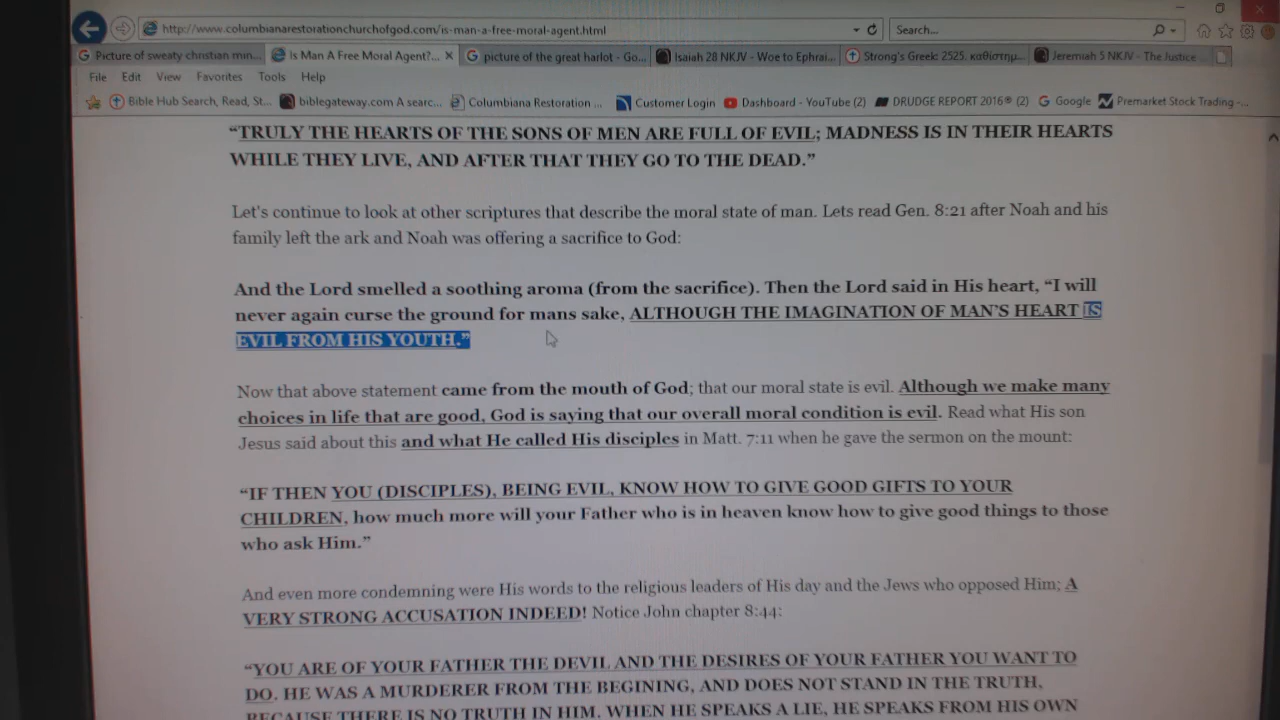 http://www.columbianarestorationchurchofgod.com/is-man-a-free-moral-agent.html
Search...
Picture of sweaty christian min...
Is Man A Free Moral Agent?...
picture of the great harlot - Go...
Isaiah 28 NKJV - Woe to Ephrai...
Strong's Greek: 2525. καθίστημ...
Jeremiah 5 NKJV - The Justice ...
File Edit View Favorites Tools Help
Bible Hub Search, Read, St...
biblegateway.com A searc...
Columbiana Restoration ...
Customer Login
Dashboard - YouTube (2)
DRUDGE REPORT 2016® (2)
Google
Premarket Stock Trading -...
“TRULY THE HEARTS OF THE SONS OF MEN ARE FULL OF EVIL; MADNESS IS IN THEIR HEARTS
WHILE THEY LIVE, AND AFTER THAT THEY GO TO THE DEAD.”
Let's continue to look at other scriptures that describe the moral state of man. Lets read Gen. 8:21 after Noah and his
family left the ark and Noah was offering a sacrifice to God:
And the Lord smelled a soothing aroma (from the sacrifice). Then the Lord said in His heart, “I will
never again curse the ground for mans sake, ALTHOUGH THE IMAGINATION OF MAN'S HEART IS
EVIL FROM HIS YOUTH.”
Now that above statement came from the mouth of God; that our moral state is evil. Although we make many
choices in life that are good, God is saying that our overall moral condition is evil. Read what His son
Jesus said about this and what He called His disciples in Matt. 7:11 when he gave the sermon on the mount:
“IF THEN YOU (DISCIPLES), BEING EVIL, KNOW HOW TO GIVE GOOD GIFTS TO YOUR
CHILDREN, how much more will your Father who is in heaven know how to give good things to those
who ask Him.”
And even more condemning were His words to the religious leaders of His day and the Jews who opposed Him; A
VERY STRONG ACCUSATION INDEED! Notice John chapter 8:44:
“YOU ARE OF YOUR FATHER THE DEVIL AND THE DESIRES OF YOUR FATHER YOU WANT TO
DO. HE WAS A MURDERER FROM THE BEGINING, AND DOES NOT STAND IN THE TRUTH,
BECAUSE THERE IS NO TRUTH IN HIM. WHEN HE SPEAKS A LIE, HE SPEAKS FROM HIS OWN